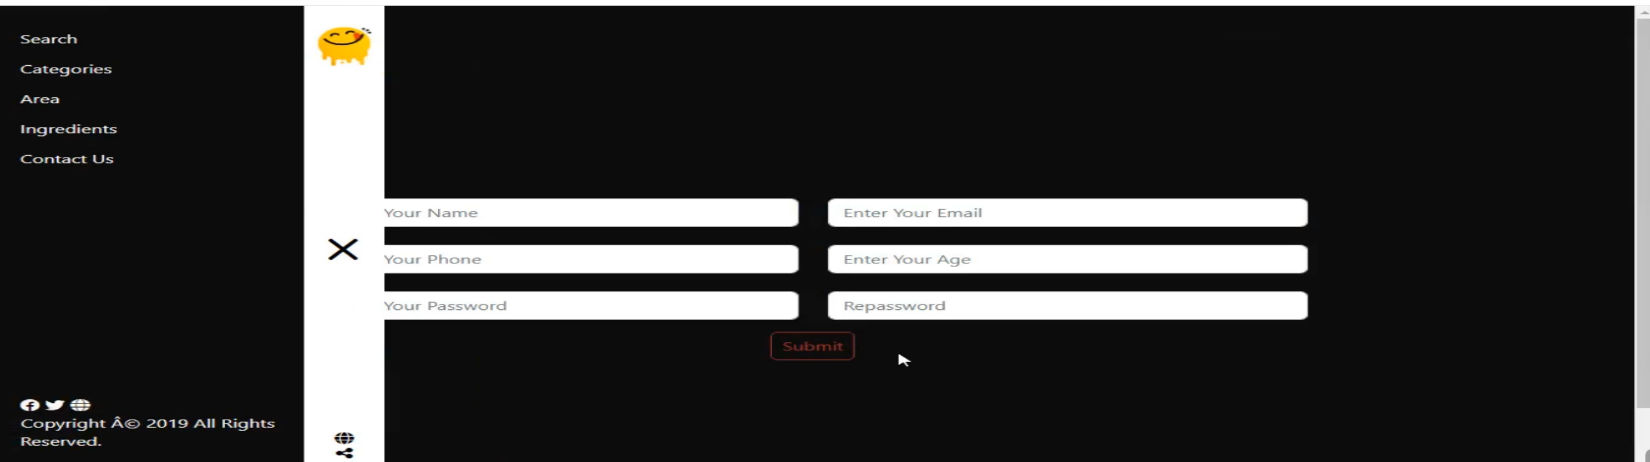 Search
Categories
Area
Ingredients
Contact Us
Your Name
Enter Your Email
Your Phone
Enter Your Age
Your Password
Repassword
Submit
Copyright Â© 2019 All Rights
Reserved.